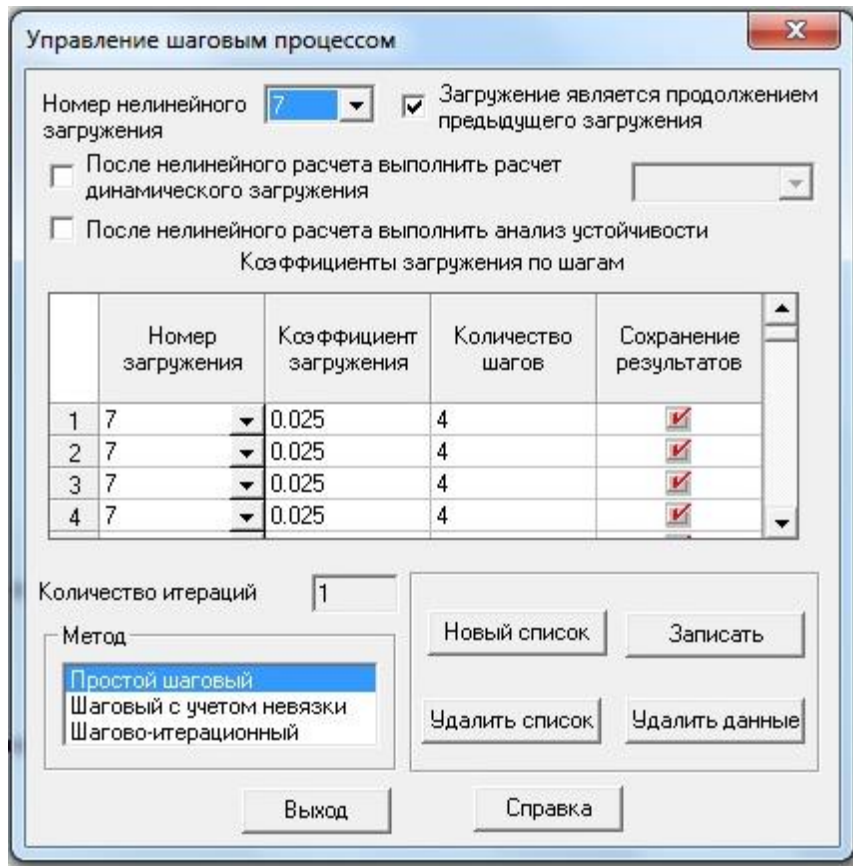 Управление шаговым процессом
Номер нелинейного загружения
7
Загружение является продолжением предыдущего загружения
После нелинейного расчета выполнить расчет динамического загружения
После нелинейного расчета выполнить анализ устойчивости
Коэффициенты загружения по шагам
Номер загружения Коэффициент загружения Количество шагов Сохранение результатов
1 7 0.025 4
2 7 0.025 4
3 7 0.025 4
4 7 0.025 4
Количество итераций 1
Метод
Простой шаговый
Шаговый с учетом невязки
Шагово-итерационный
Новый список Записать
Удалить список Удалить данные
Выход Справка